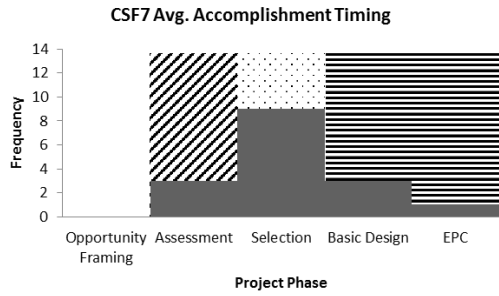 CSF7 Avg. Accomplishment Timing
14
12
10
8
6
4
2
0
Frequency
Opportunity Framing
Assessment
Selection
Basic Design
EPC
Project Phase